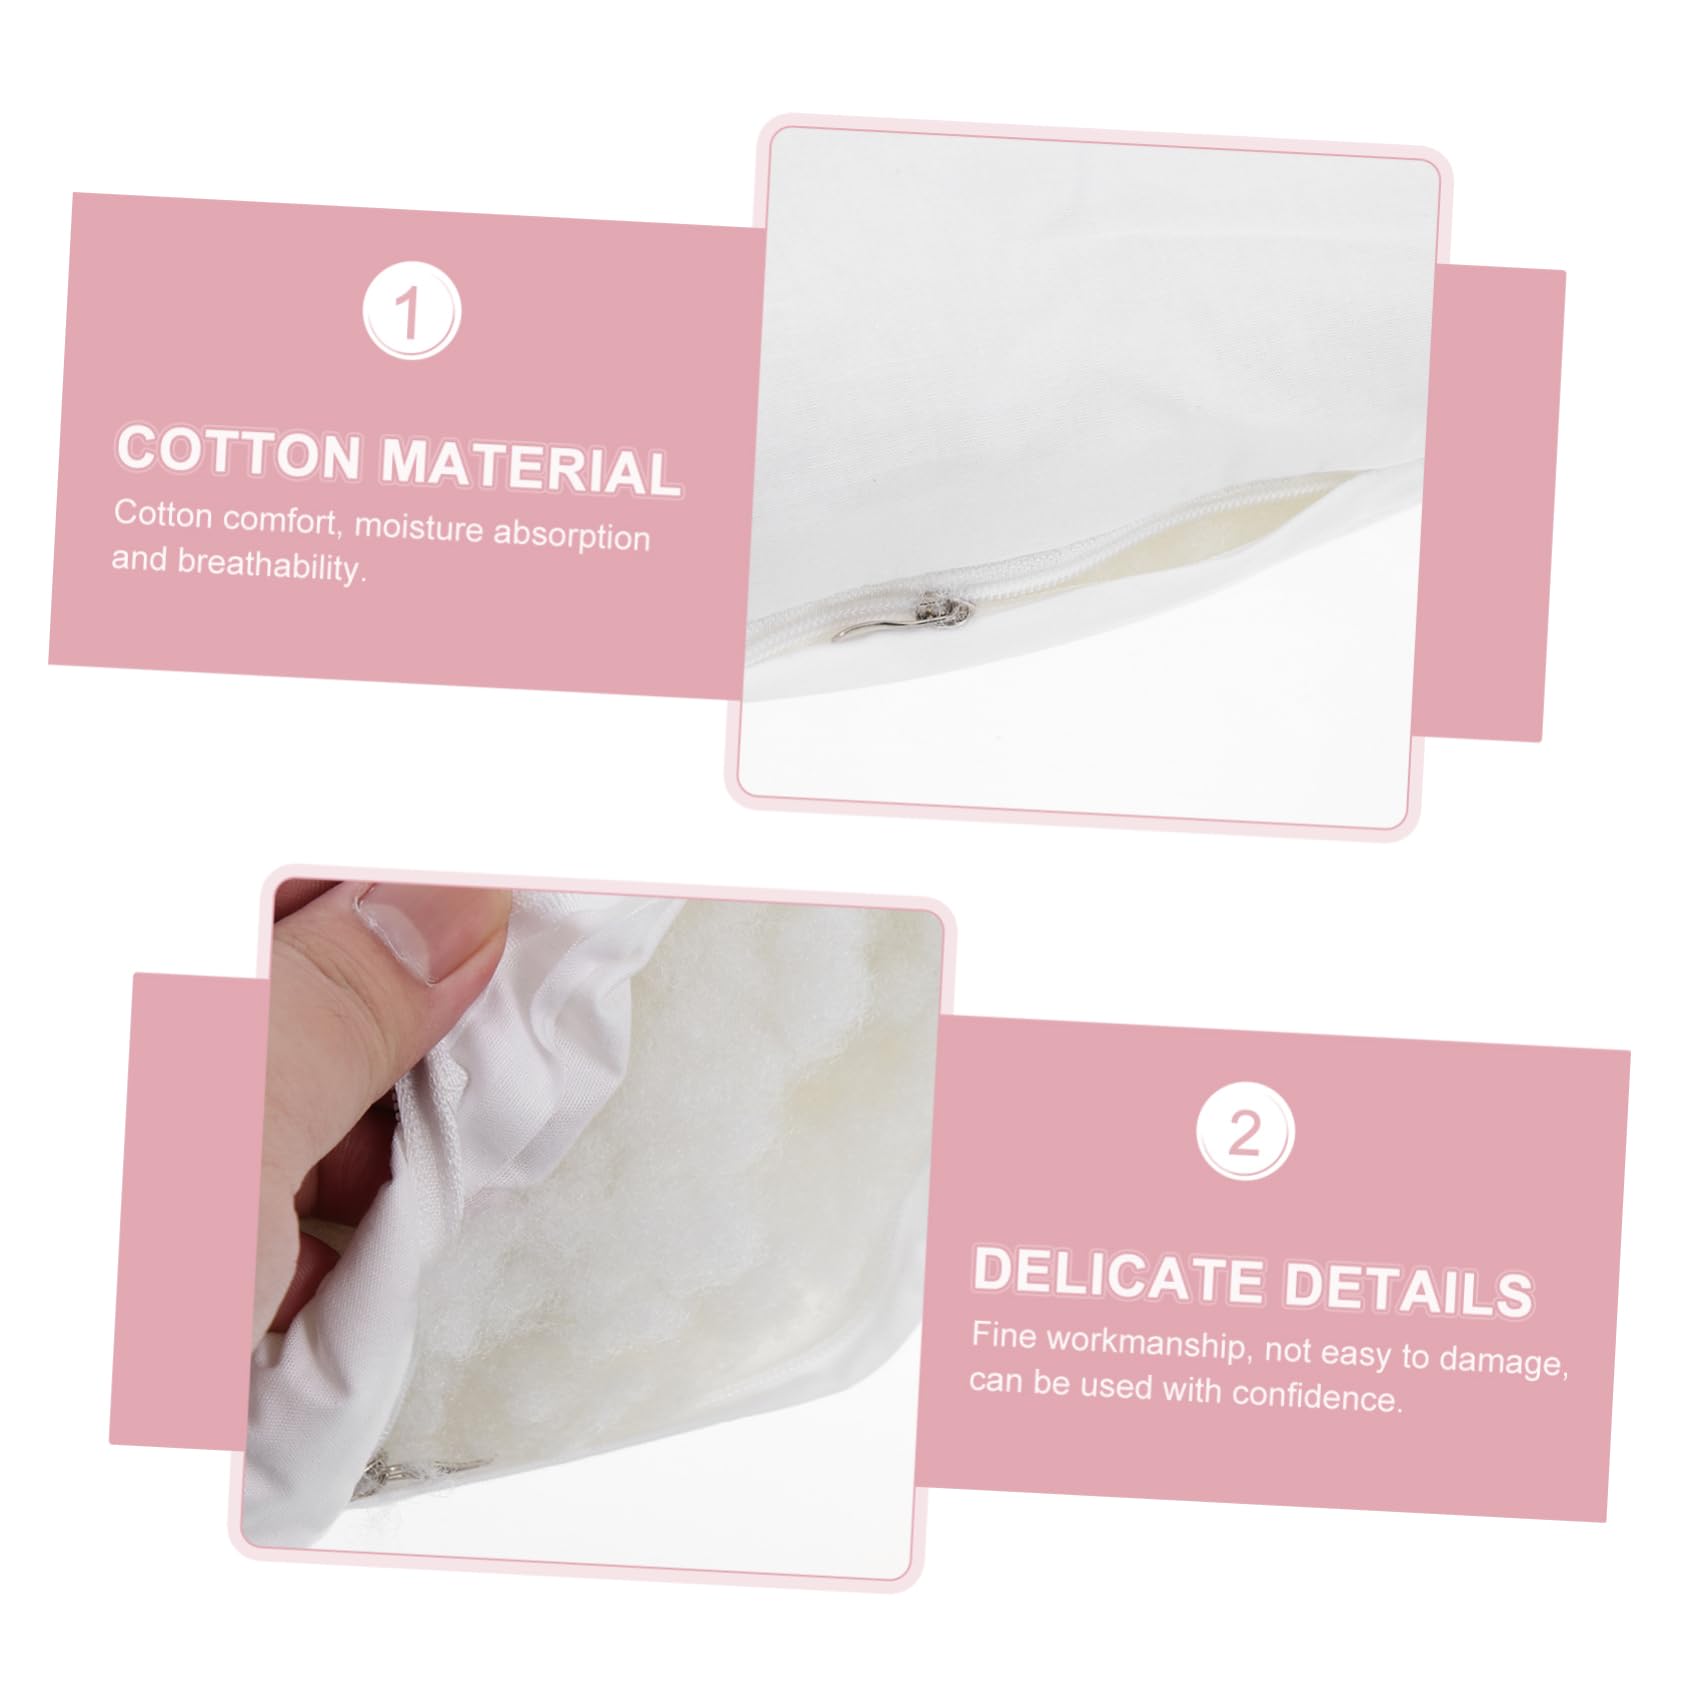 1
COTTON MATERIAL
Cotton comfort, moisture absorption
and breathability.
2
DELICATE DETAILS
Fine workmanship, not easy to damage,
can be used with confidence.